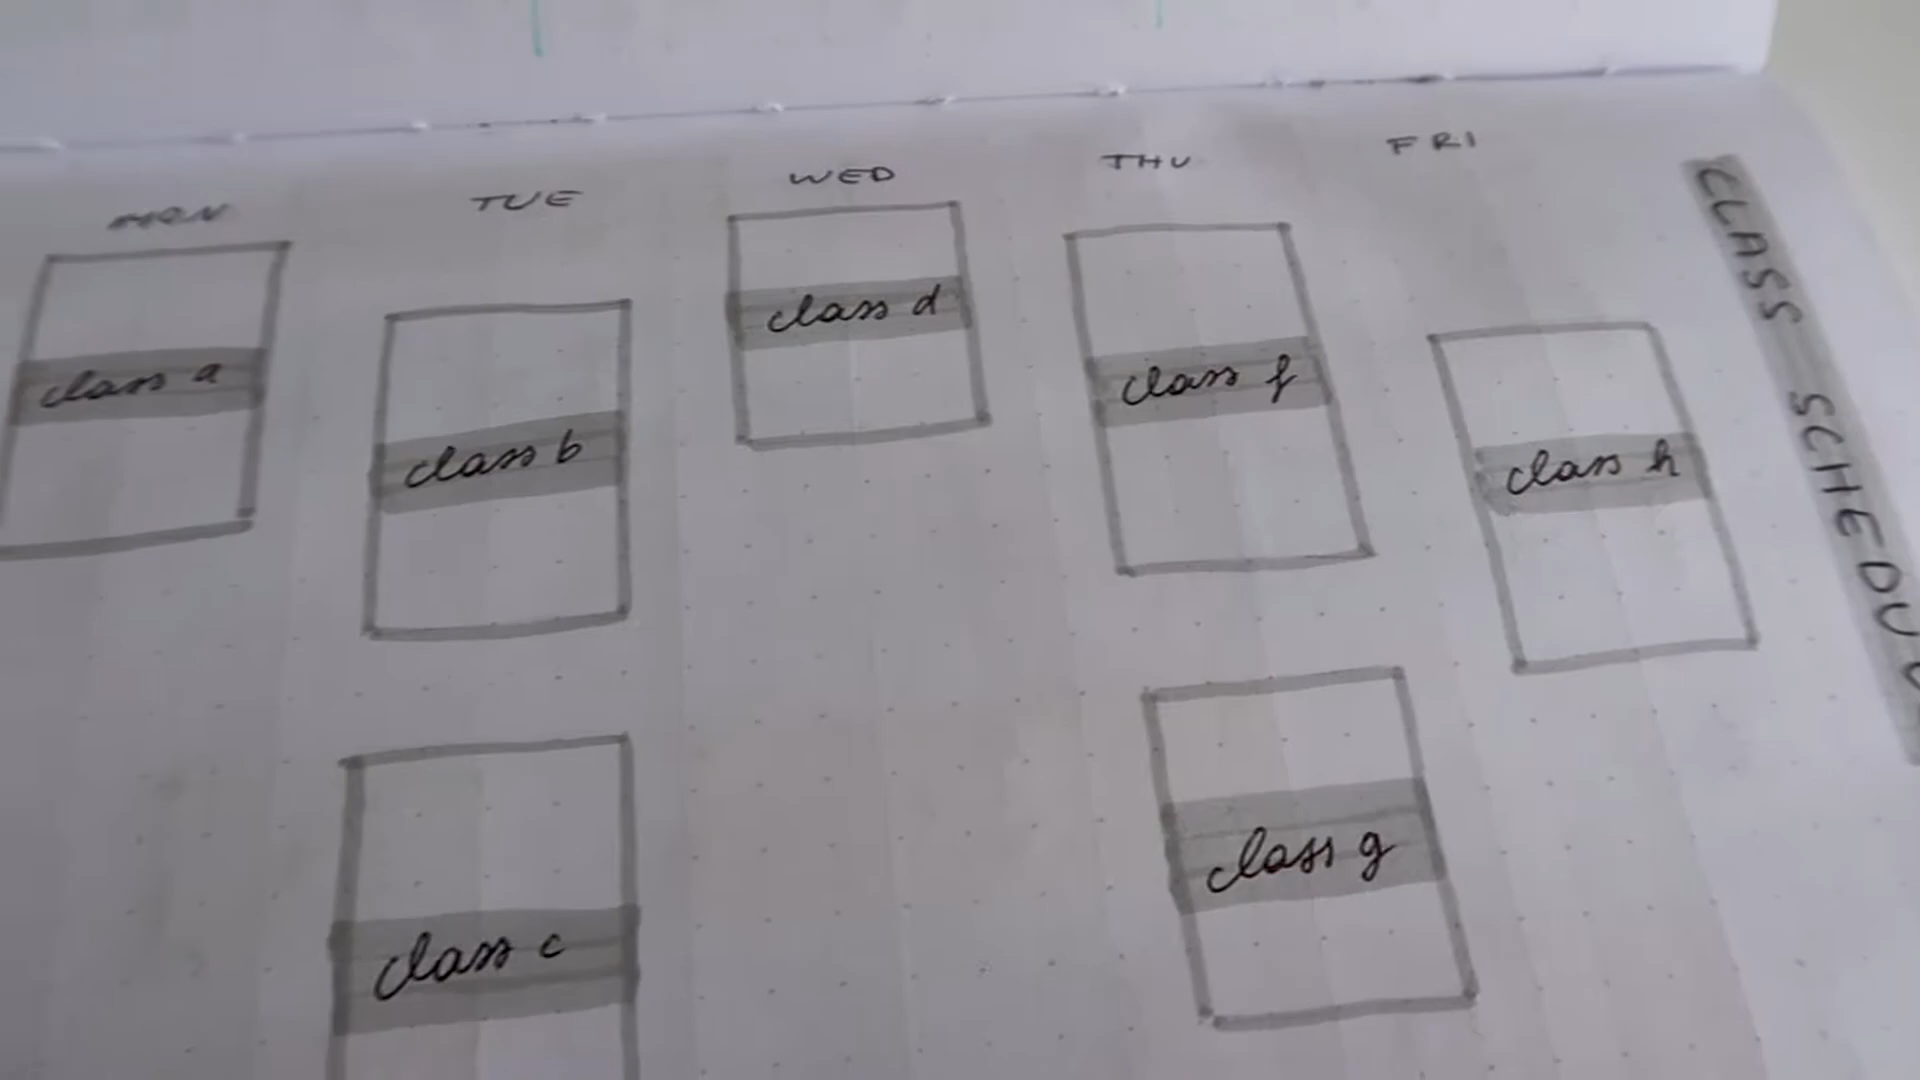 MON TUE WED THU FRI
class a
class b
class c
class d
class f
class g
class h
CLASS SCHEDU